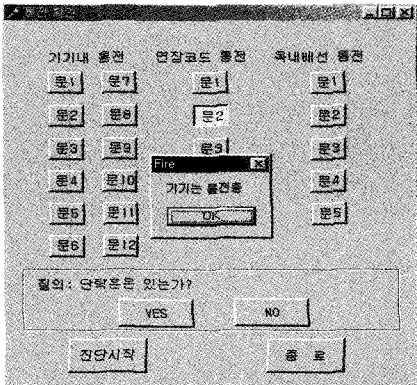 기기내 통전 연장코드 통전 옥내배선 통전
문1 문7 문1 문1
문2 문8 문2 문2
문3 문9 문3 문3
문4 문10 문4
문5 문11 문5
문6 문12
Fire
기기는 통전중
OK
질의: 단락흔은 있는가?
YES NO
진단시작 종 료